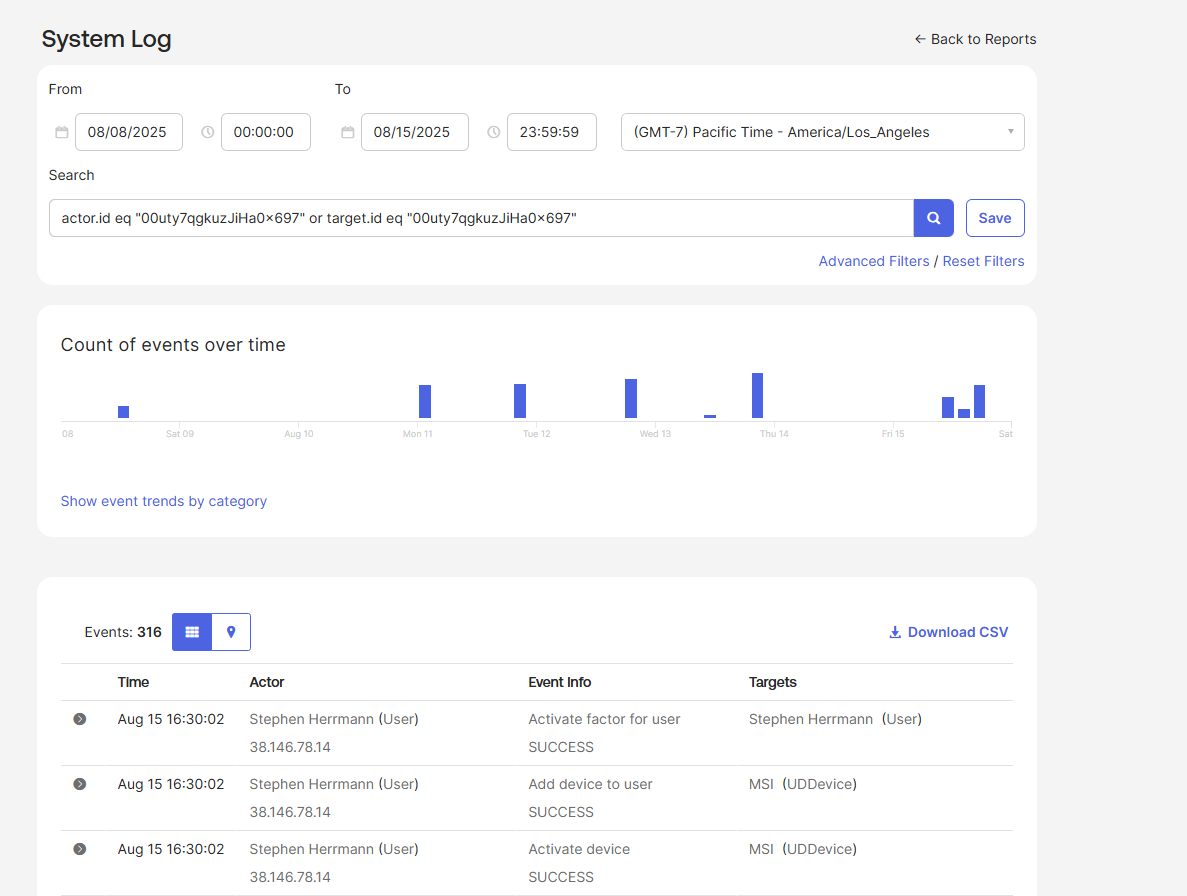 System Log
← Back to Reports
From
To
08/08/2025
00:00:00
08/15/2025
23:59:59
(GMT-7) Pacific Time - America/Los_Angeles
Search
actor.id eq "00uty7qgkuzJiHa0×697" or target.id eq "00uty7qgkuzJiHa0×697"
Save
Advanced Filters / Reset Filters
Count of events over time
08 Sat 09 Aug 10 Mon 11 Tue 12 Wed 13 Thu 14 Fri 15 Sat
Show event trends by category
Events: 316
Download CSV
Time Actor Event Info Targets
Aug 15 16:30:02 Stephen Herrmann (User) Activate factor for user Stephen Herrmann (User)
38.146.78.14 SUCCESS
Aug 15 16:30:02 Stephen Herrmann (User) Add device to user MSI (UDDevice)
38.146.78.14 SUCCESS
Aug 15 16:30:02 Stephen Herrmann (User) Activate device MSI (UDDevice)
38.146.78.14 SUCCESS